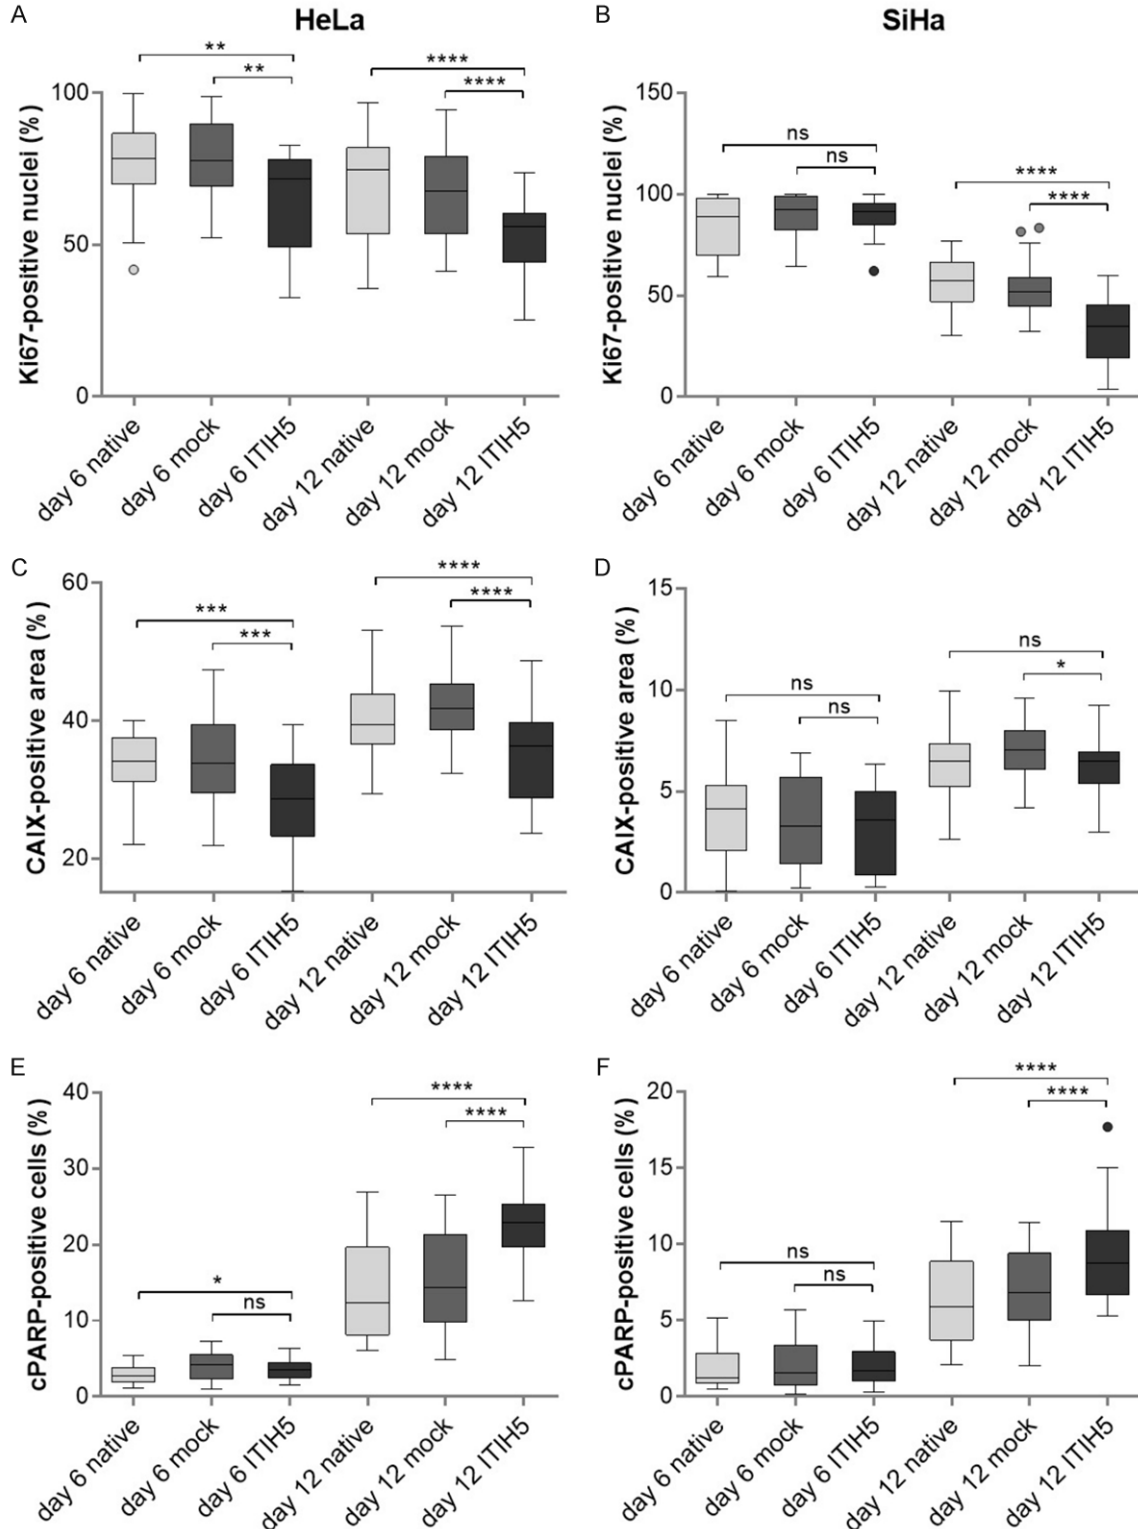 A
HeLa
**
**
****
****
Ki67-positive nuclei (%)
100
50
0
day 6 native
day 6 mock
day 6 ITIH5
day 12 native
day 12 mock
day 12 ITIH5
B
SiHa
ns
ns
****
****
Ki67-positive nuclei (%)
150
100
50
0
day 6 native
day 6 mock
day 6 ITIH5
day 12 native
day 12 mock
day 12 ITIH5
C
***
***
****
****
CAIX-positive area (%)
60
40
20
day 6 native
day 6 mock
day 6 ITIH5
day 12 native
day 12 mock
day 12 ITIH5
D
ns
ns
ns
*
CAIX-positive area (%)
15
10
5
0
day 6 native
day 6 mock
day 6 ITIH5
day 12 native
day 12 mock
day 12 ITIH5
E
*
ns
****
****
cPARP-positive cells (%)
40
30
20
10
0
day 6 native
day 6 mock
day 6 ITIH5
day 12 native
day 12 mock
day 12 ITIH5
F
ns
ns
****
****
cPARP-positive cells (%)
20
15
10
5
0
day 6 native
day 6 mock
day 6 ITIH5
day 12 native
day 12 mock
day 12 ITIH5